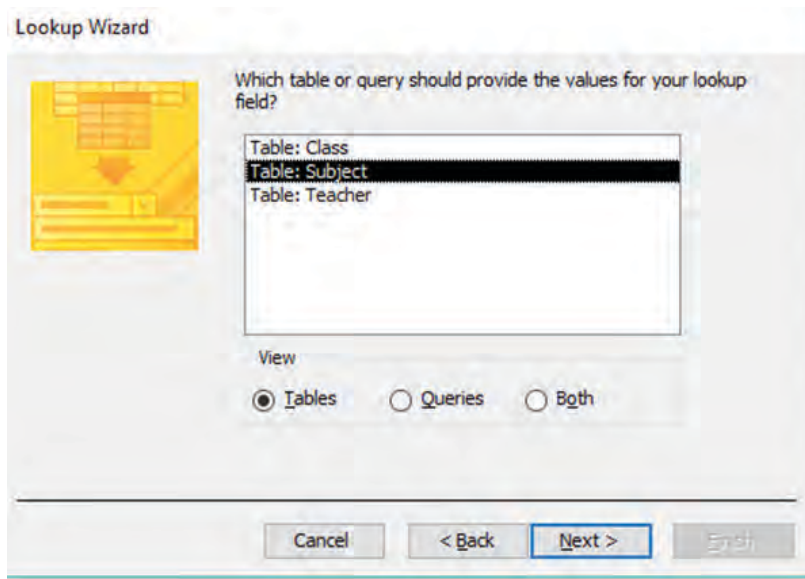 Lookup Wizard
Which table or query should provide the values for your lookup
field?
Table: Class
Table: Subject
Table: Teacher
View
Tables
Queries
Both
Cancel
< Back
Next >
Finish